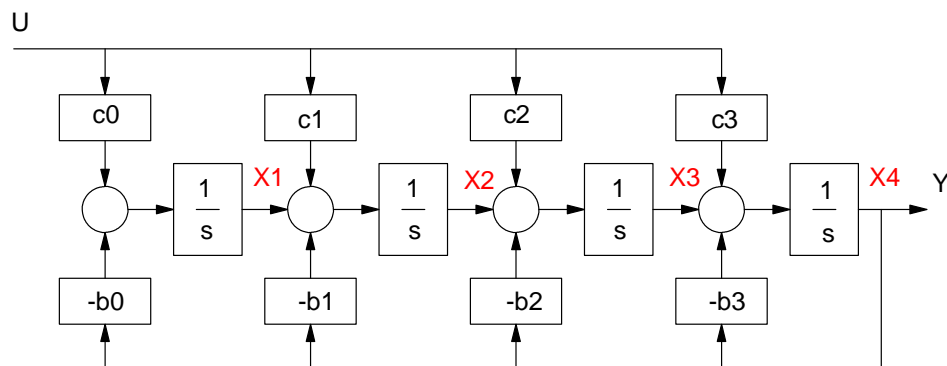 U
c0 c1 c2 c3
1/s X1 1/s X2 1/s X3 1/s X4 Y
-b0 -b1 -b2 -b3